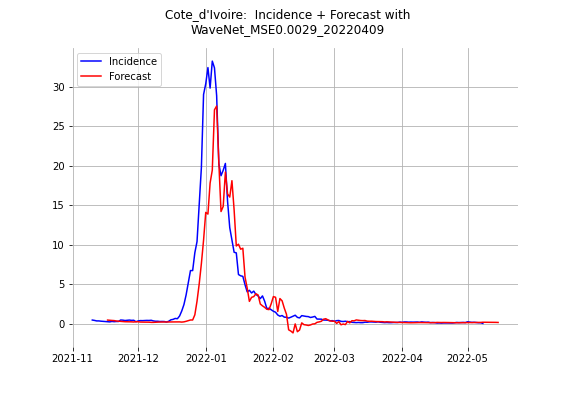 Cote_d'Ivoire:  Incidence + Forecast with
WaveNet_MSE0.0029_20220409
Incidence
Forecast
30
25
20
15
10
5
0
2021-11 2021-12 2022-01 2022-02 2022-03 2022-04 2022-05